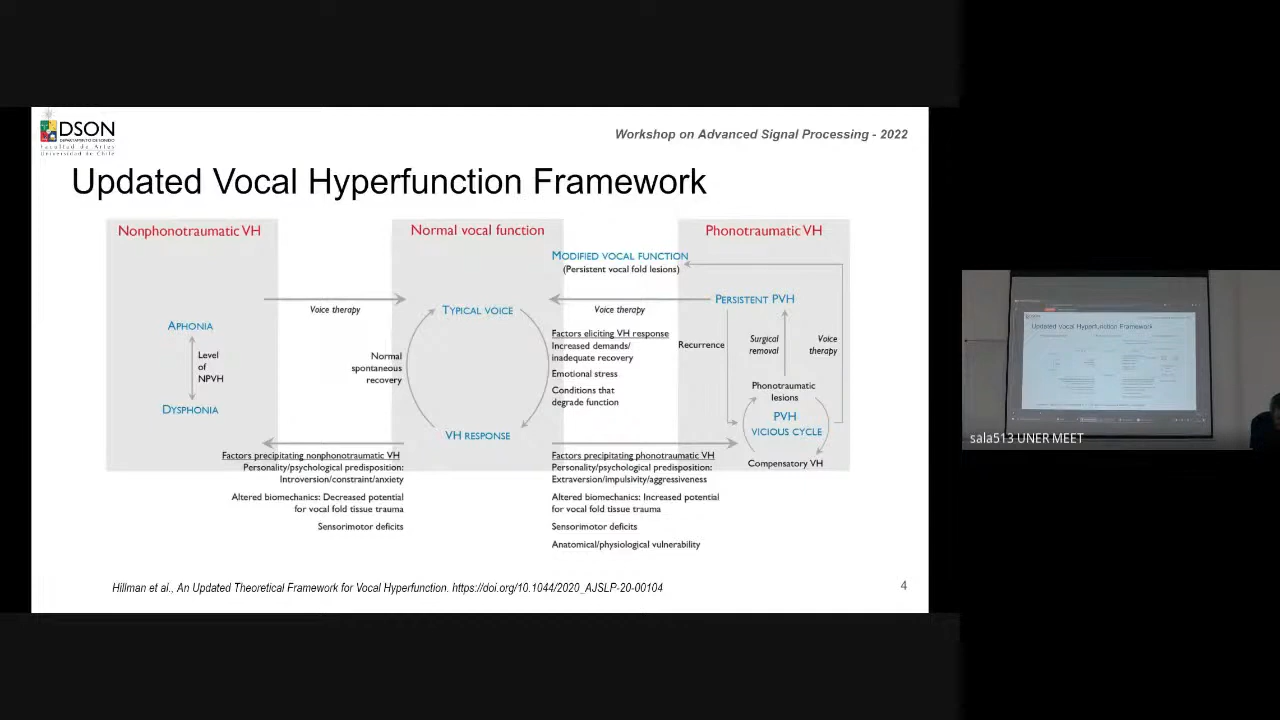 DSON
DEPARTAMENTO DE SONIDO
Facultad de Artes
Universidad de Chile
Workshop on Advanced Signal Processing - 2022
Updated Vocal Hyperfunction Framework
Nonphonotraumatic VH
APHONIA
Level
of
NPVH
DYSPHONIA
Voice therapy
Normal
spontaneous
recovery
Factors precipitating nonphonotraumatic VH
Personality/psychological predisposition:
Introversion/constraint/anxiety
Altered biomechanics: Decreased potential
for vocal fold tissue trauma
Sensorimotor deficits
Normal vocal function
TYPICAL VOICE
VH RESPONSE
MODIFIED VOCAL FUNCTION
(Persistent vocal fold lesions)
Voice therapy
Factors eliciting VH response
Increased demands/
inadequate recovery
Emotional stress
Conditions that
degrade function
Factors precipitating phonotraumatic VH
Personality/psychological predisposition:
Extraversion/impulsivity/aggressiveness
Altered biomechanics: Increased potential
for vocal fold tissue trauma
Sensorimotor deficits
Anatomical/physiological vulnerability
Phonotraumatic VH
PERSISTENT PVH
Recurrence
Surgical
removal
Voice
therapy
Phonotraumatic
lesions
PVH
VICIOUS CYCLE
Compensatory VH
Hillman et al., An Updated Theoretical Framework for Vocal Hyperfunction. https://doi.org/10.1044/2020_AJSLP-20-00104
4
Updated Vocal Hyperfunction Framework
sala513 UNER MEET